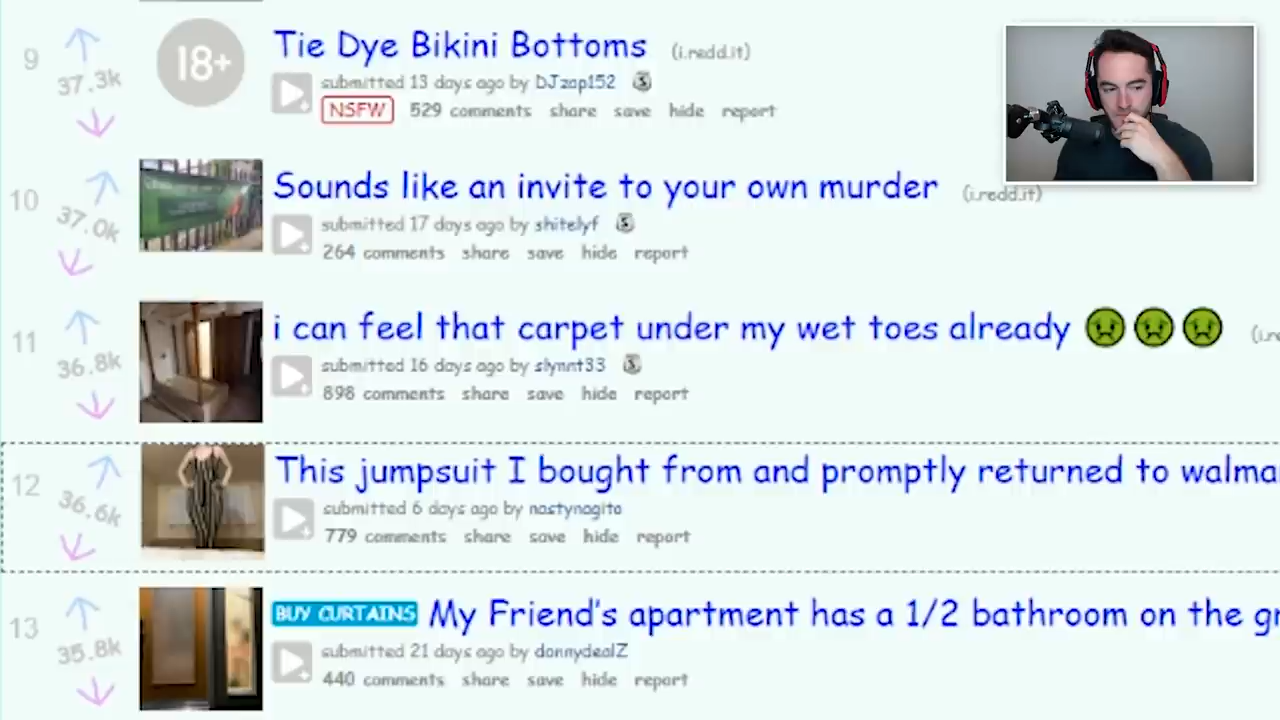 9
37.3k
18+
Tie Dye Bikini Bottoms (i.redd.it)
submitted 13 days ago by DJzap152
NSFW 529 comments share save hide report
10
37.0k
Sounds like an invite to your own murder (i.redd.it)
submitted 17 days ago by shitelyf
264 comments share save hide report
11
36.8k
i can feel that carpet under my wet toes already 🤢🤢🤢 (i.re
submitted 16 days ago by slynnt33
898 comments share save hide report
12
36.6k
This jumpsuit I bought from and promptly returned to walma
submitted 6 days ago by nastynagito
779 comments share save hide report
13
35.8k
BUY CURTAINS My Friend's apartment has a 1/2 bathroom on the gr
submitted 21 days ago by donnydealZ
440 comments share save hide report